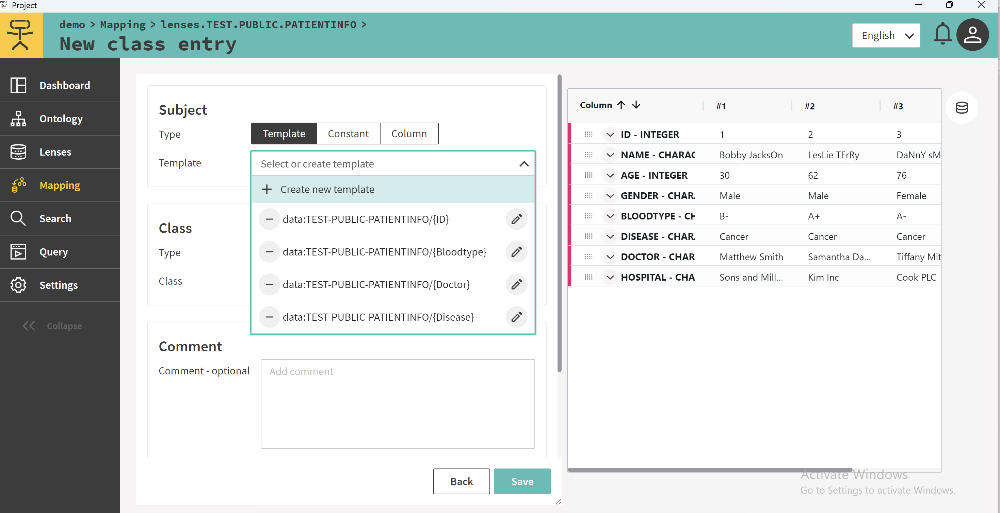 Project
demo > Mapping > lenses.TEST.PUBLIC.PATIENTINFO >
New class entry
English
Dashboard
Ontology
Lenses
Mapping
Search
Query
Settings
Collapse
Subject
Type
Template Constant Column
Template
Select or create template
+ Create new template
data:TEST-PUBLIC-PATIENTINFO/{ID}
data:TEST-PUBLIC-PATIENTINFO/{Bloodtype}
data:TEST-PUBLIC-PATIENTINFO/{Doctor}
data:TEST-PUBLIC-PATIENTINFO/{Disease}
Class
Type
Class
Comment
Comment - optional
Add comment
Back Save
Column #1 #2 #3
ID - INTEGER 1 2 3
NAME - CHARAC Bobby JacksOn LesLie TErRy DaNnY sM
AGE - INTEGER 30 62 76
GENDER - CHAR Male Male Female
BLOODTYPE - CH B- A+ A-
DISEASE - CHAR Cancer Cancer Cancer
DOCTOR - CHAR Matthew Smith Samantha Da... Tiffany Mit
HOSPITAL - CHA Sons and Mill... Kim Inc Cook PLC
Activate Windows
Go to Settings to activate Windows.